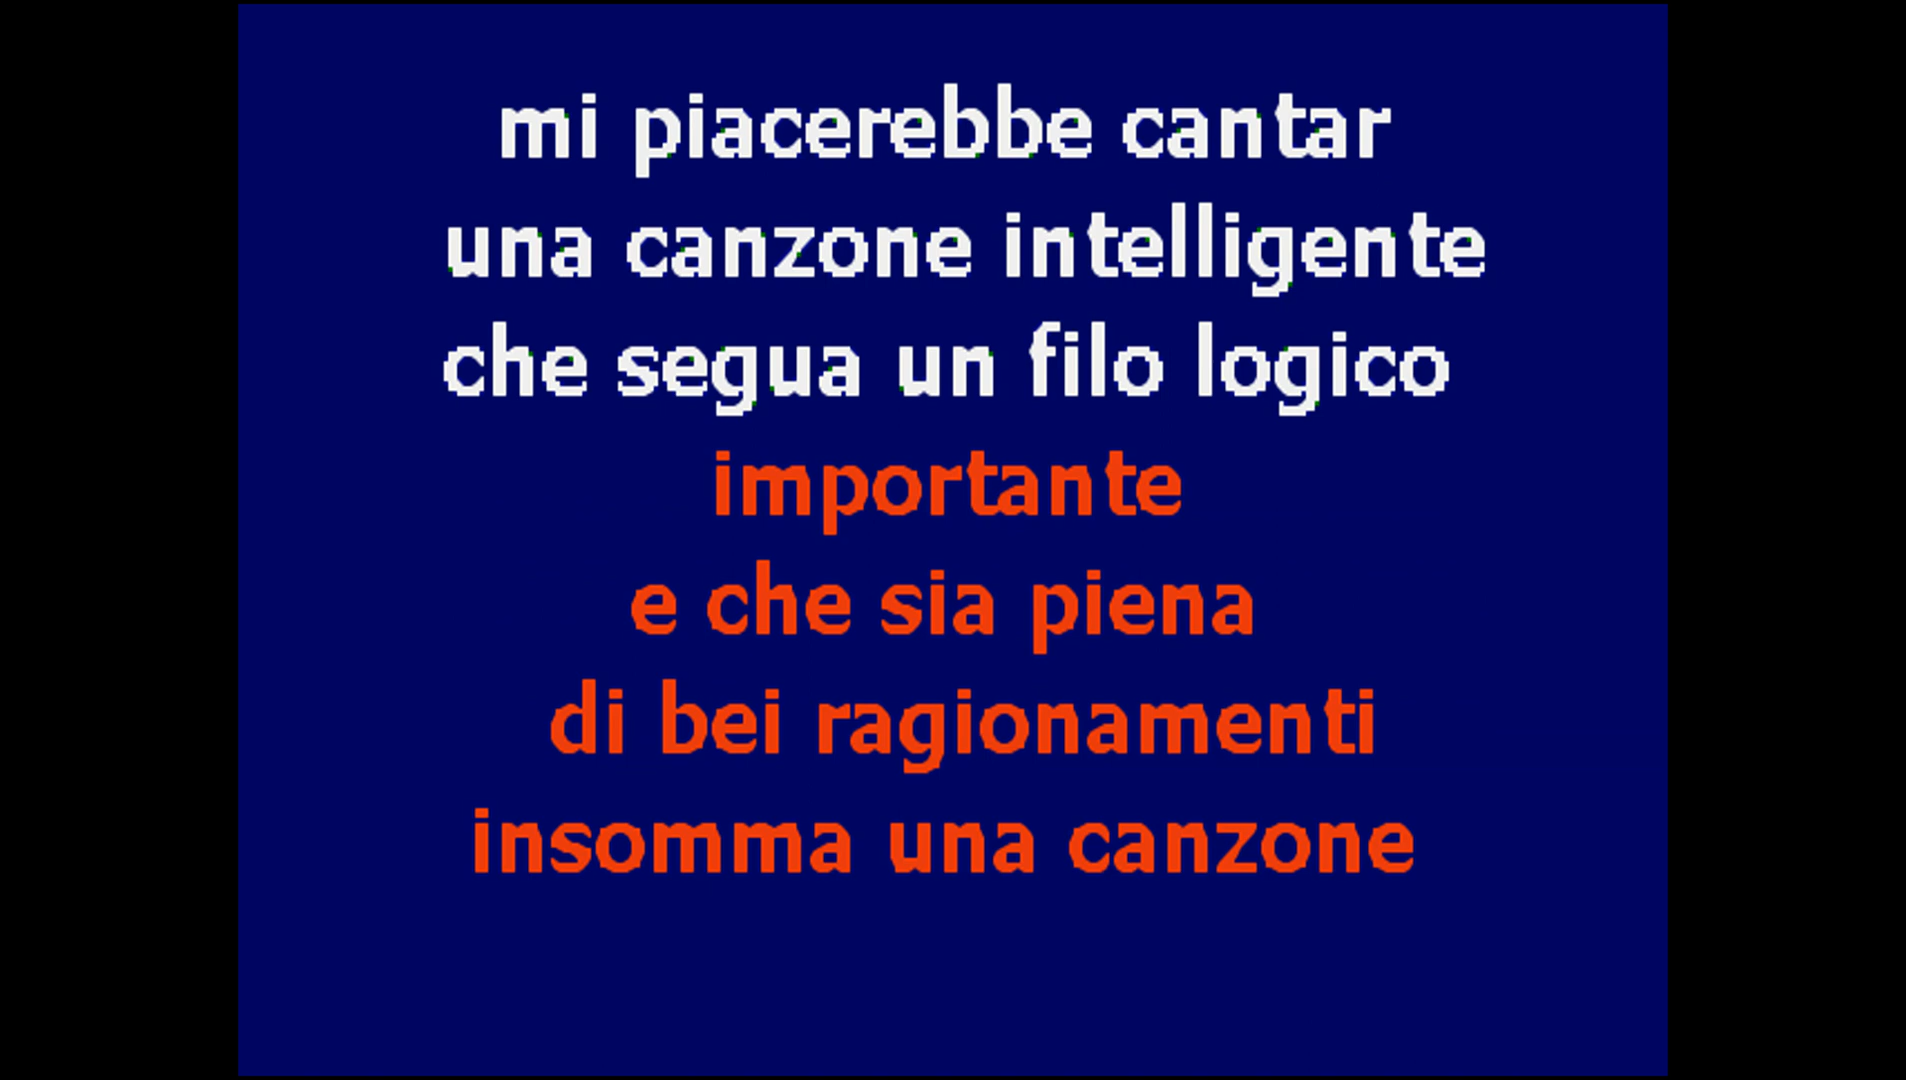 mi piacerebbe cantar
una canzone intelligente
che segua un filo logico
importante
e che sia piena
di bei ragionamenti
insomma una canzone